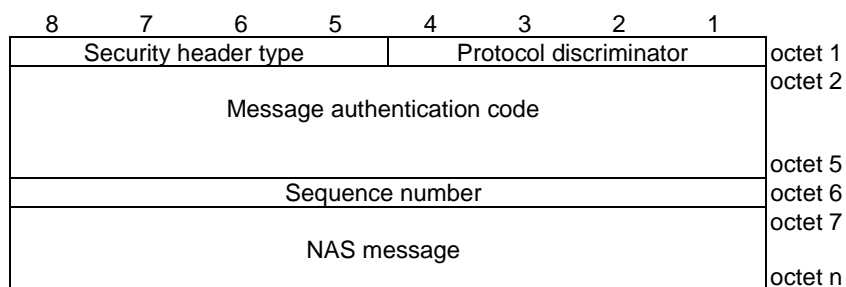 8 7 6 5 4 3 2 1
Security header type Protocol discriminator octet 1
octet 2
Message authentication code
octet 5
Sequence number octet 6
octet 7
NAS message
octet n